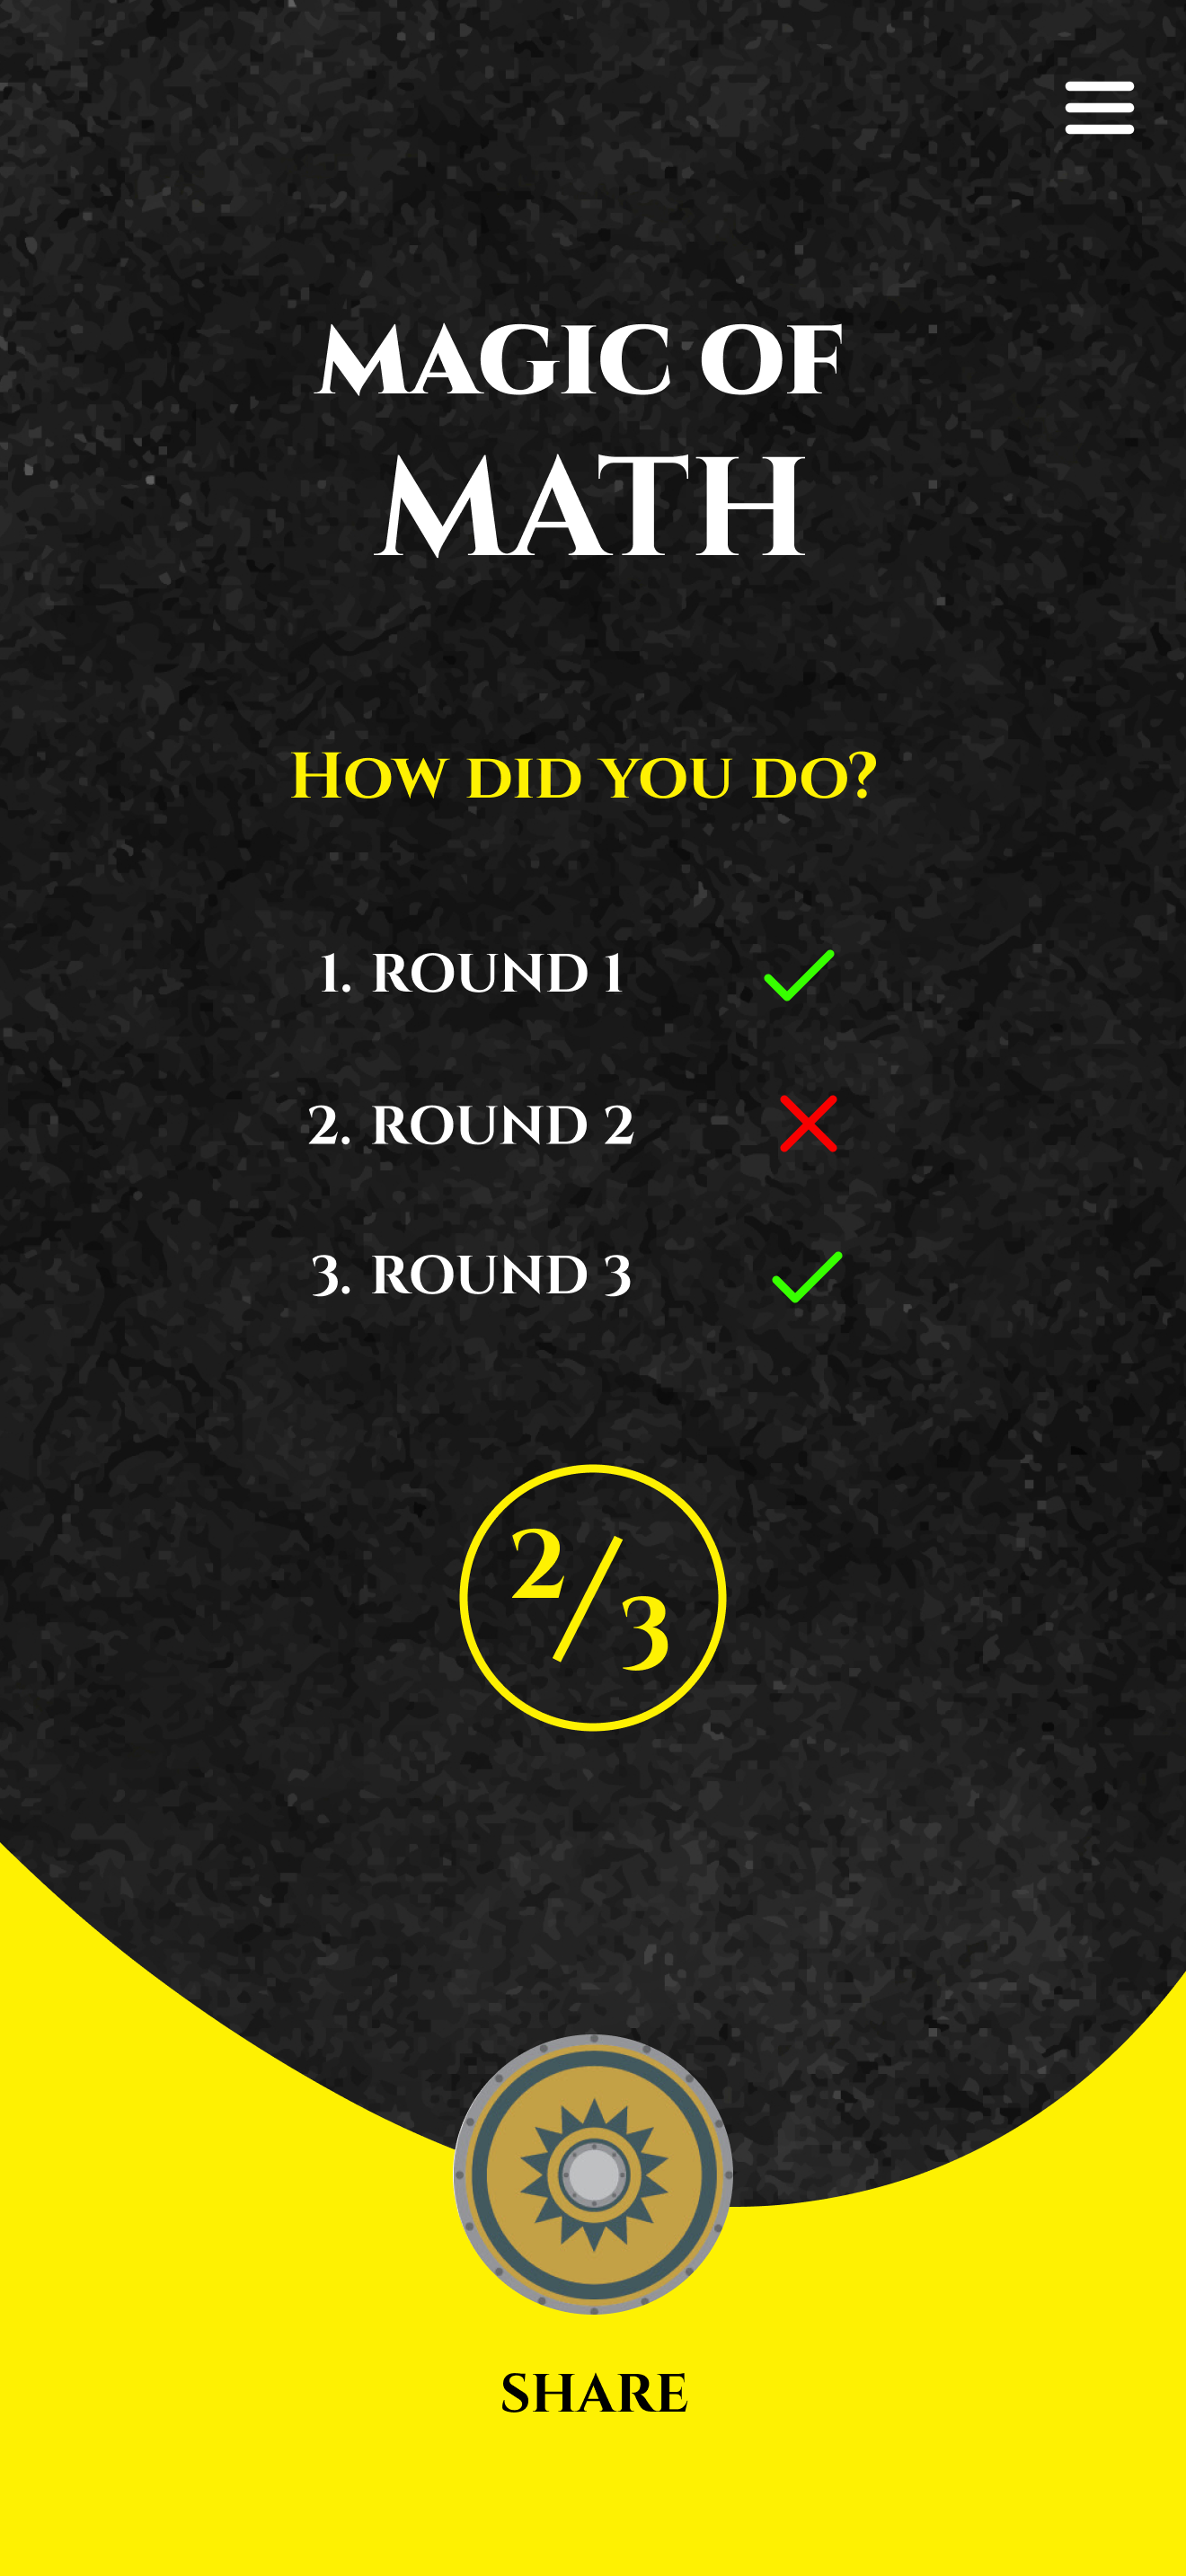 MAGIC OF
MATH
How did you do?
1. ROUND 1
2. ROUND 2
3. ROUND 3
2/3
SHARE